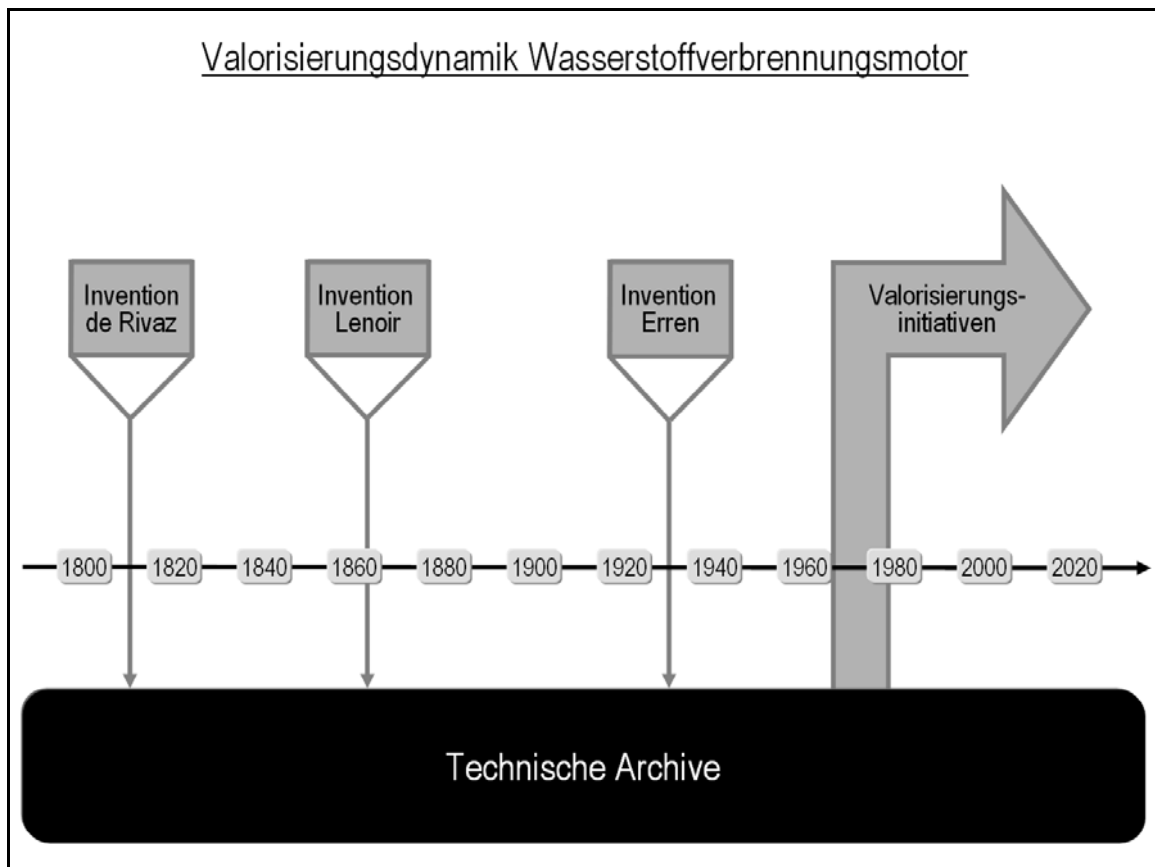 Valorisierungsdynamik Wasserstoffverbrennungsmotor
Invention
de Rivaz
Invention
Lenoir
Invention
Erren
Valorisierungs-
initiativen
1800 1820 1840 1860 1880 1900 1920 1940 1960 1980 2000 2020
Technische Archive